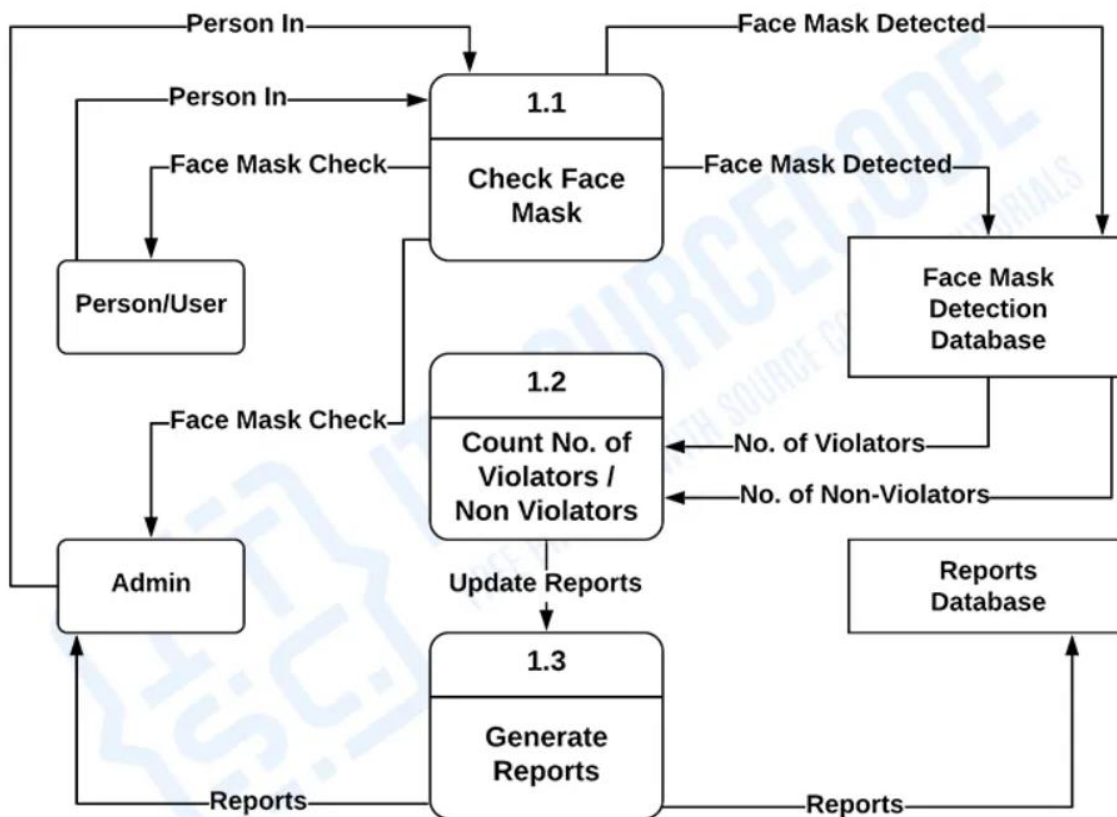 Person In
Face Mask Detected
Person In
1.1
Face Mask Check
Check Face
Mask
Face Mask Detected
Person/User
Face Mask
Detection
Database
1.2
Face Mask Check
Count No. of
Violators /
Non Violators
No. of Violators
No. of Non-Violators
Admin
Update Reports
Reports
Database
1.3
Generate
Reports
Reports
Reports